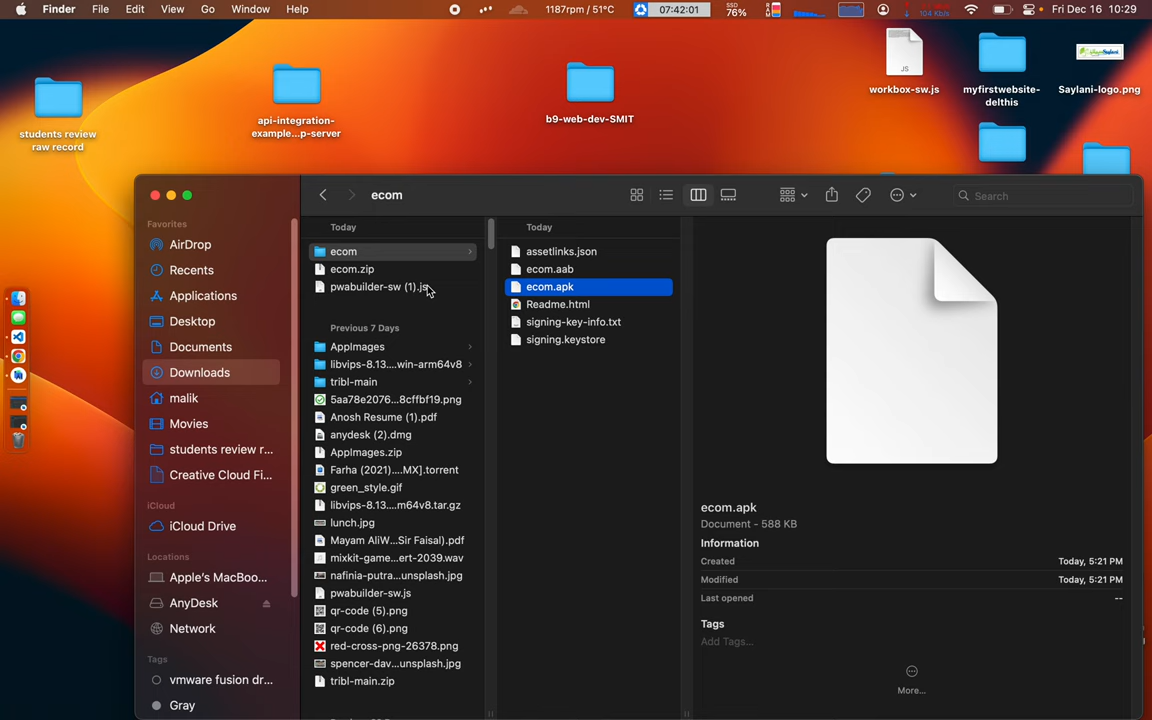 Finder File Edit View Go Window Help 1187rpm / 51°C 07:42:01 SSD 76% 104 Kb/s Fri Dec 16 10:29
students review
raw record
api-integration-
example...p-server
b9-web-dev-SMIT
JS
workbox-sw.js
myfirstwebsite-
delthis
Saylani-logo.png
ecom
Search
Favorites
AirDrop
Recents
Applications
Desktop
Documents
Downloads
malik
Movies
students review r...
Creative Cloud Fi...
iCloud
iCloud Drive
Locations
Apple's MacBoo...
AnyDesk
Network
Tags
vmware fusion dr...
Gray
Today
ecom
ecom.zip
pwabuilder-sw (1).js
Previous 7 Days
AppImages
libvips-8.13....win-arm64v8
tribl-main
5aa78e2076...8cffbf19.png
Anosh Resume (1).pdf
anydesk (2).dmg
AppImages.zip
Farha (2021)....MX].torrent
green_style.gif
libvips-8.13....m64v8.tar.gz
lunch.jpg
Mayam AliW...Sir Faisal).pdf
mixkit-game...ert-2039.wav
nafinia-putra...unsplash.jpg
pwabuilder-sw.js
qr-code (5).png
qr-code (6).png
red-cross-png-26378.png
spencer-dav...unsplash.jpg
tribl-main.zip
Today
assetlinks.json
ecom.aab
ecom.apk
Readme.html
signing-key-info.txt
signing.keystore
ecom.apk
Document - 588 KB
Information
Created Today, 5:21 PM
Modified Today, 5:21 PM
Last opened --
Tags
Add Tags...
More...